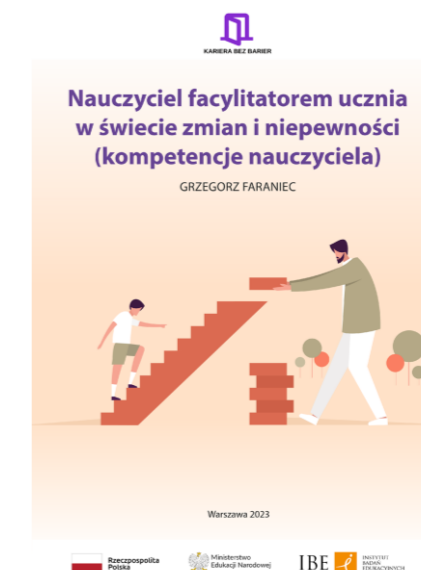 KARIERA BEZ BARIER
Nauczyciel facylitatorem ucznia
w świecie zmian i niepewności
(kompetencje nauczyciela)
GRZEGORZ FARANIEC
Warszawa 2023
Rzeczpospolita
Polska
Ministerstwo
Edukacji Narodowej
IBE
INSTYTUT
BADAŃ
EDUKACYJNYCH